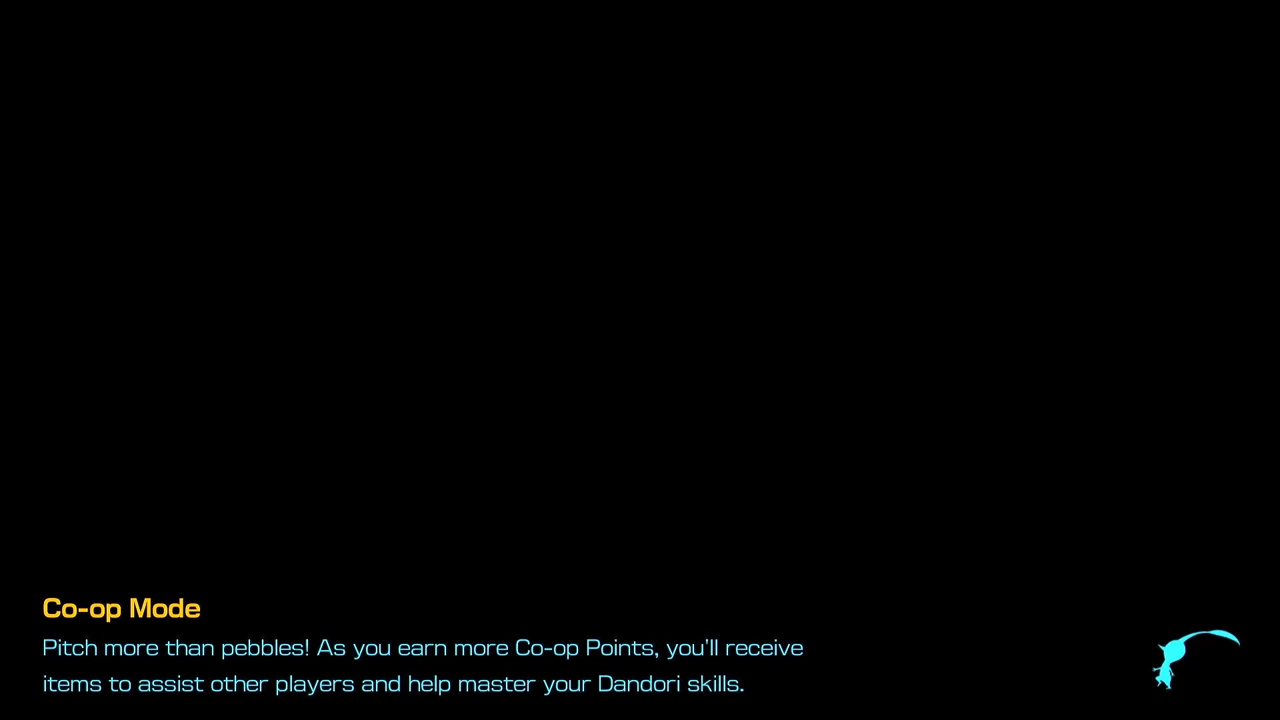 Co-op Mode
Pitch more than pebbles! As you earn more Co-op Points, you'll receive
items to assist other players and help master your Dandori skills.